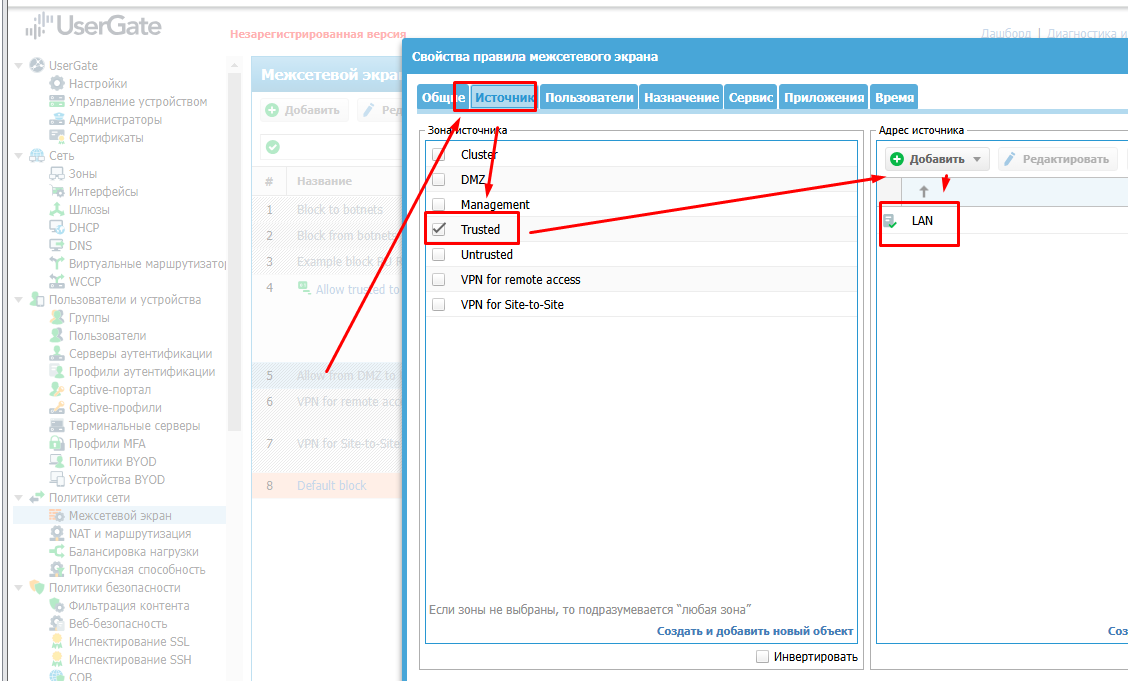 UserGate
Незарегистрированная версия
Дашборд | Диагностика и
UserGate
Настройки
Управление устройством
Администраторы
Сертификаты
Сеть
Зоны
Интерфейсы
Шлюзы
DHCP
DNS
Виртуальные маршрутизатор
WCCP
Пользователи и устройства
Группы
Пользователи
Серверы аутентификации
Профили аутентификации
Captive-портал
Captive-профили
Терминальные серверы
Профили MFA
Политики BYOD
Устройства BYOD
Политики сети
Межсетевой экран
NAT и маршрутизация
Балансировка нагрузки
Пропускная способность
Политики безопасности
Фильтрация контента
Веб-безопасность
Инспектирование SSL
Инспектирование SSH
СОВ
Межсетевой экра
Добавить
Ред
# Название
1 Block to botnets
2 Block from botnets
3 Example block RU R
4 Allow trusted to
5 Allow from DMZ to
6 VPN for remote acc
7 VPN for Site-to-Site
8 Default block
Свойства правила межсетевого экрана
Общие Источник Пользователи Назначение Сервис Приложения Время
Зона источника
Cluster
DMZ
Management
Trusted
Untrusted
VPN for remote access
VPN for Site-to-Site
Если зоны не выбраны, то подразумевается “любая зона”
Создать и добавить новый объект
Инвертировать
Адрес источника
Добавить Редактировать
LAN
Соз